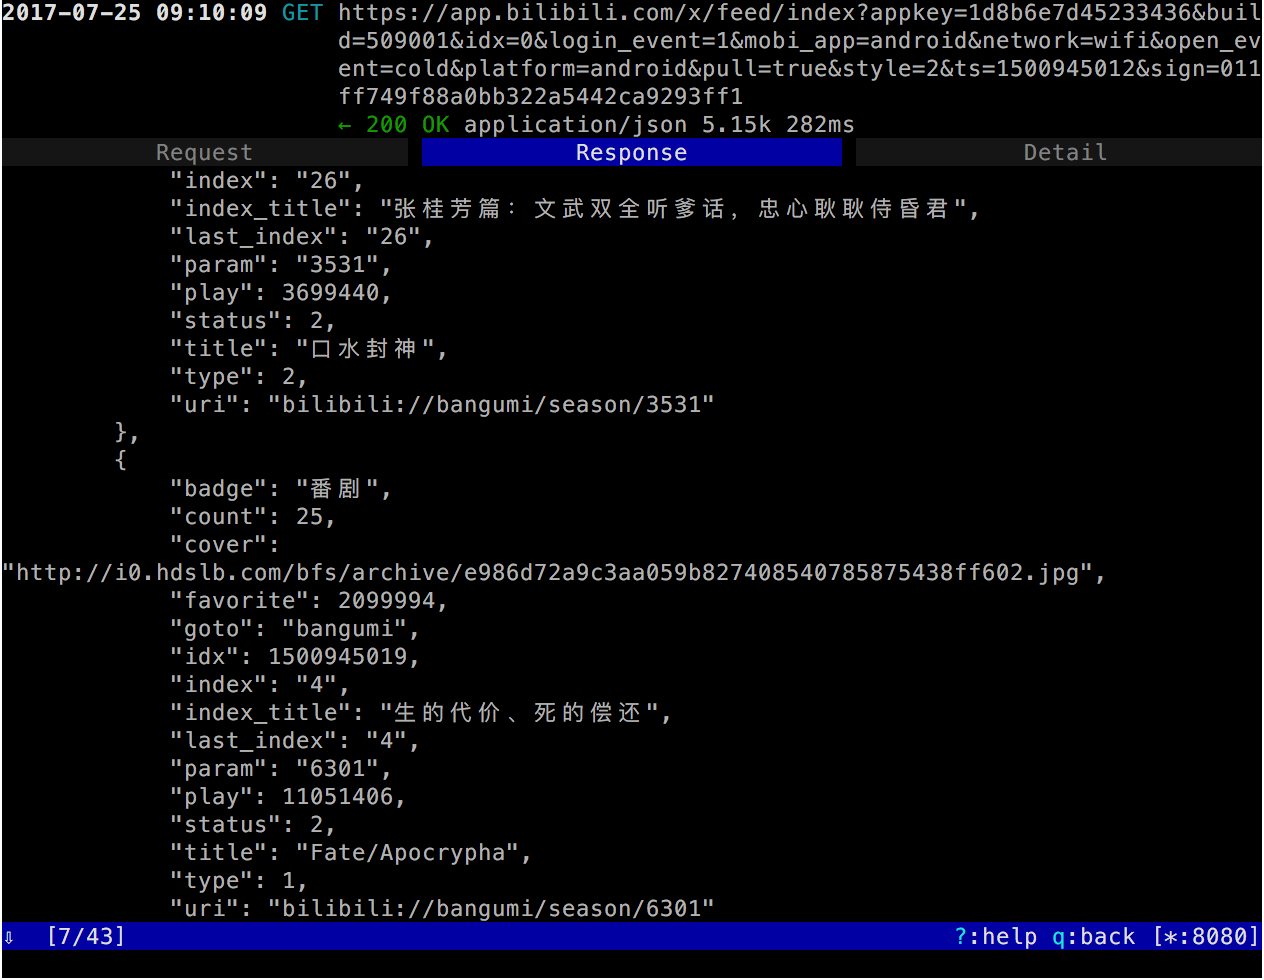 2017-07-25 09:10:09 GET https://app.bilibili.com/x/feed/index?appkey=1d8b6e7d45233436&buil
d=509001&idx=0&login_event=1&mobi_app=android&network=wifi&open_ev
ent=cold&platform=android&pull=true&style=2&ts=1500945012&sign=011
ff749f88a0bb322a5442ca9293ff1
← 200 OK application/json 5.15k 282ms
Request Response Detail
"index": "26",
"index_title": "张桂芳篇：文武双全听爹话，忠心耿耿侍昏君",
"last_index": "26",
"param": "3531",
"play": 3699440,
"status": 2,
"title": "口水封神",
"type": 2,
"uri": "bilibili://bangumi/season/3531"
},
{
"badge": "番剧",
"count": 25,
"cover":
"http://i0.hdslb.com/bfs/archive/e986d72a9c3aa059b827408540785875438ff602.jpg",
"favorite": 2099994,
"goto": "bangumi",
"idx": 1500945019,
"index": "4",
"index_title": "生的代价、死的偿还",
"last_index": "4",
"param": "6301",
"play": 11051406,
"status": 2,
"title": "Fate/Apocrypha",
"type": 1,
"uri": "bilibili://bangumi/season/6301"
⇩ [7/43] ?:help q:back [*:8080]